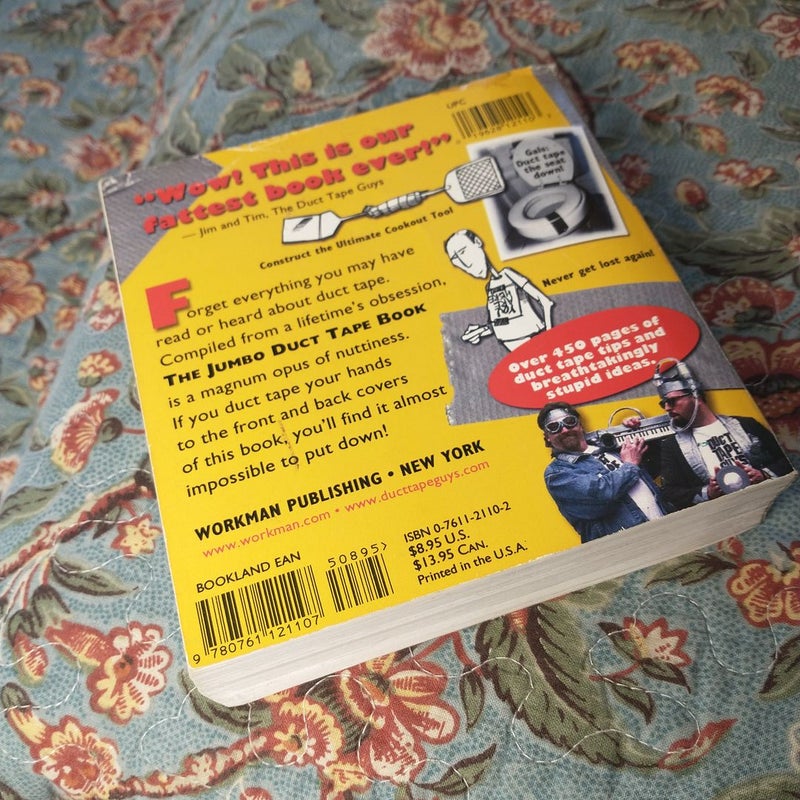 "Wow! This is our
fattest book ever!"
— Jim and Tim, The Duct Tape Guys
UPC
Gals:
Duct tape
the seat
down!
Construct the Ultimate Cookout Tool
Never get lost again!
Forget everything you may have
read or heard about duct tape.
Compiled from a lifetime's obsession,
THE JUMBO DUCT TAPE BOOK
is a magnum opus of nuttiness.
If you duct tape your hands
to the front and back covers
of this book, you'll find it almost
impossible to put down!
Over 450 pages of
duct tape tips and
breathtakingly
stupid ideas.
DUCT
TAPE
WORKMAN PUBLISHING • NEW YORK
www.workman.com • www.ducttapeguys.com
BOOKLAND EAN
50895>
9 780761 121107
ISBN 0-7611-2110-2
$8.95 U.S.
$13.95 CAN.
Printed in the U.S.A.